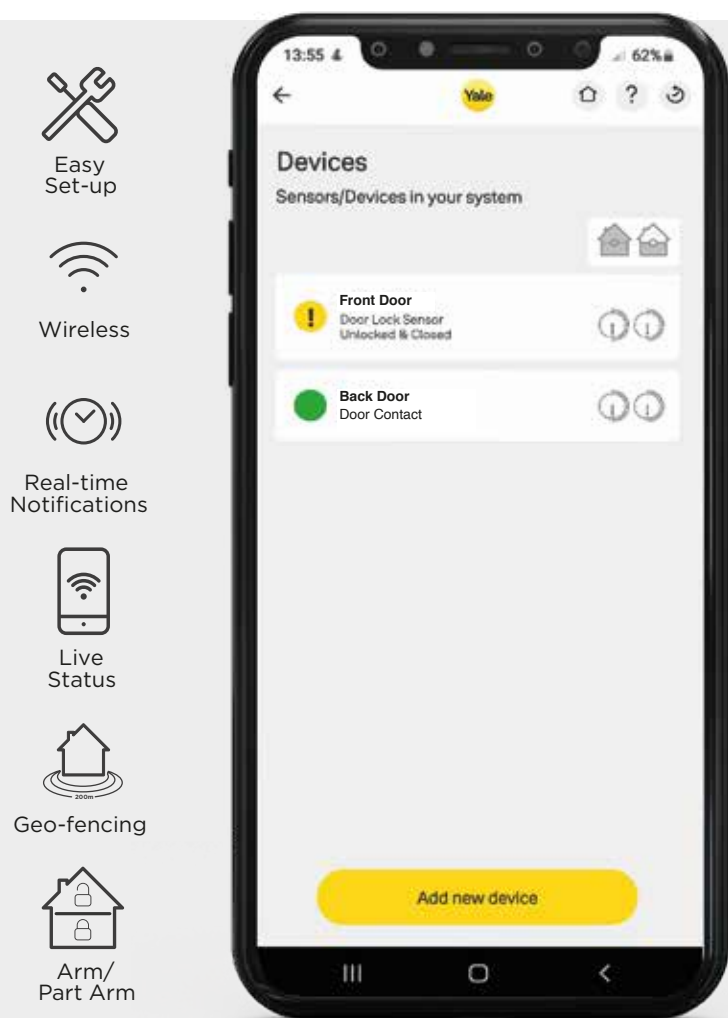 Easy
Set-up
Wireless
Real-time
Notifications
Live
Status
200m
Geo-fencing
Arm/
Part Arm
13:55
62%
Yale
?
Devices
Sensors/Devices in your system
!
Front Door
Door Lock Sensor
Unlocked & Closed
Back Door
Door Contact
Add new device